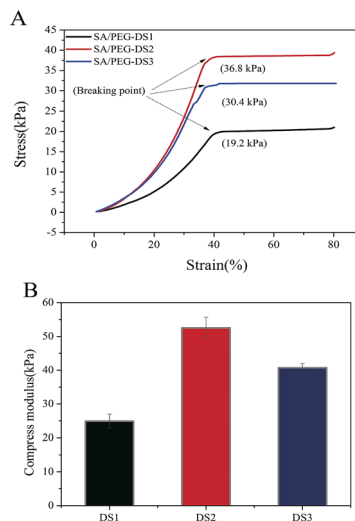 A
SA/PEG-DS1
SA/PEG-DS2
SA/PEG-DS3
(Breaking point)
(36.8 kPa)
(30.4 kPa)
(19.2 kPa)
45
40
35
30
25
20
15
10
5
0
-5
Stress(kPa)
0 20 40 60 80
Strain(%)
B
60
50
40
30
20
10
0
Compress modulus(kPa)
DS1 DS2 DS3